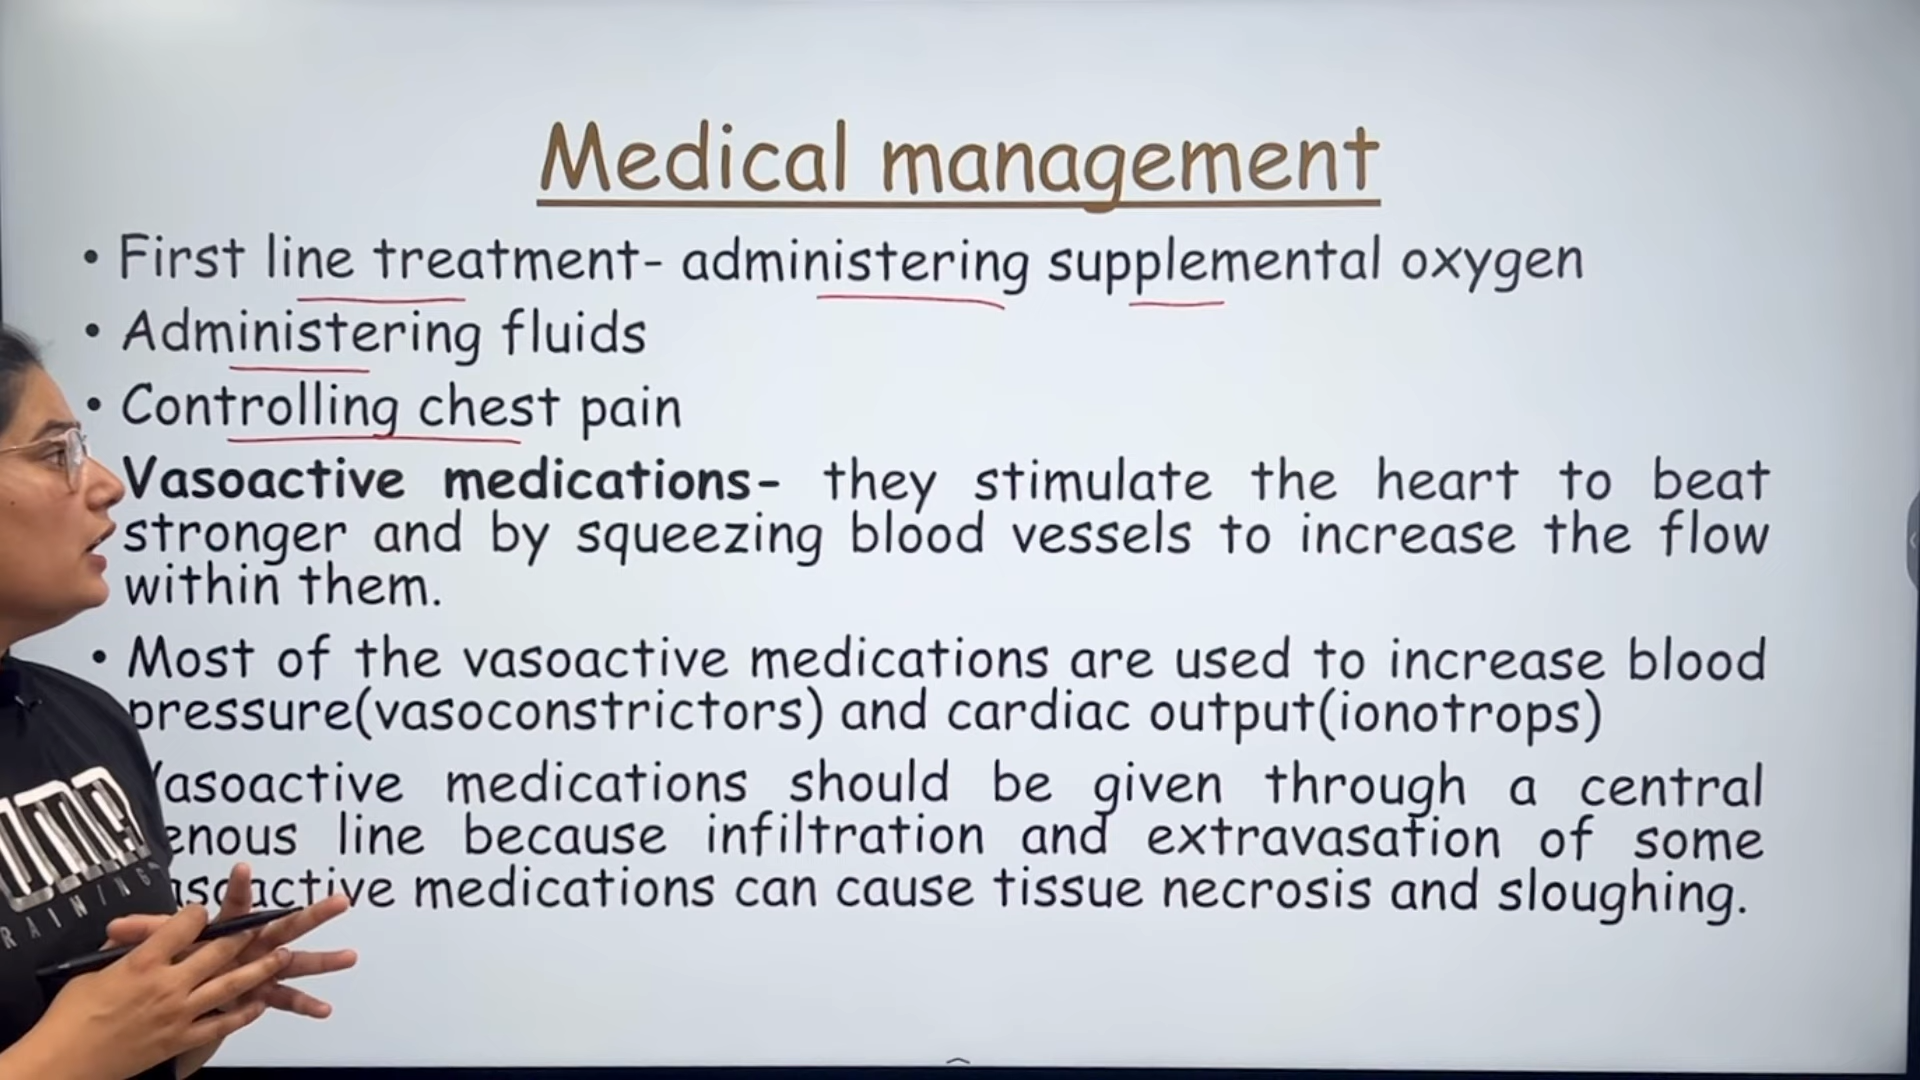 Medical management
• First line treatment- administering supplemental oxygen
• Administering fluids
• Controlling chest pain
Vasoactive medications- they stimulate the heart to beat
stronger and by squeezing blood vessels to increase the flow
within them.
• Most of the vasoactive medications are used to increase blood
pressure(vasoconstrictors) and cardiac output(ionotrops)
medications should be given through a central
line because infiltration and extravasation of some
medications can cause tissue necrosis and sloughing.